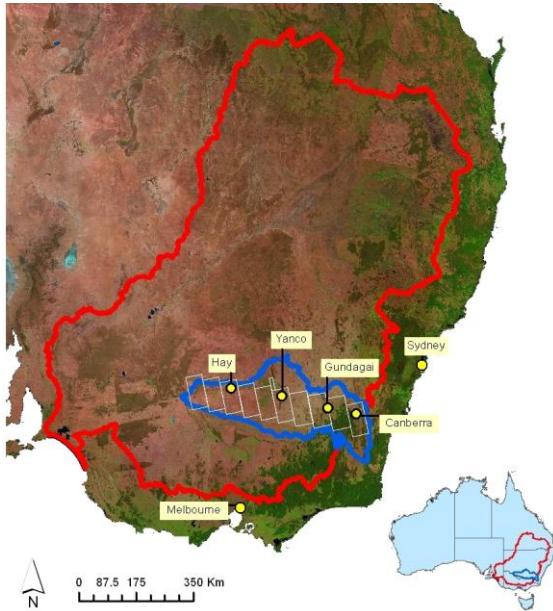 Yanco
Hay
Sydney
Gundagai
Canberra
Melbourne
N
0 87.5 175 350 Km